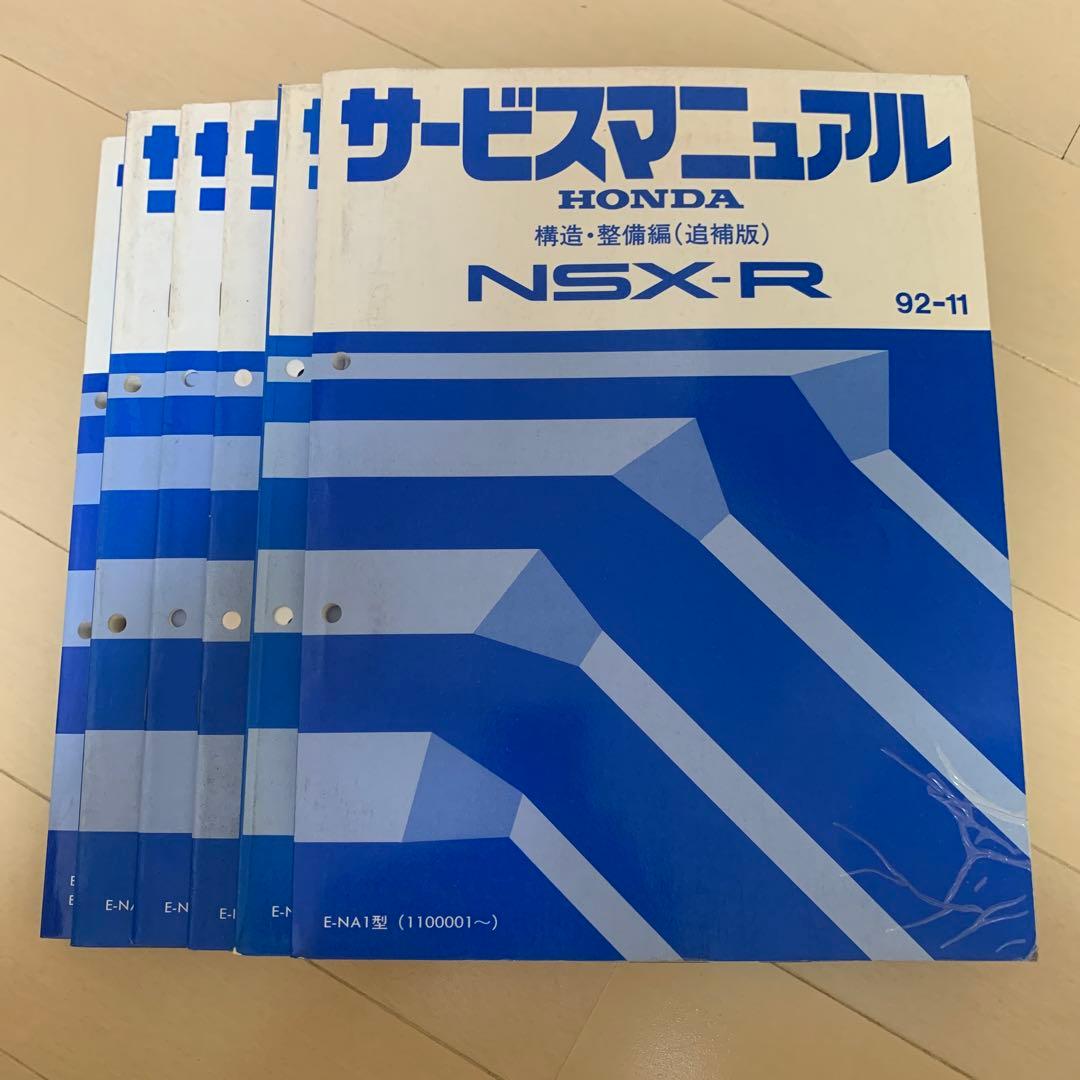 サービスマニュアル
HONDA
構造・整備編(追補版)
NSX-R
92-11
E-NA1型 (1100001～)